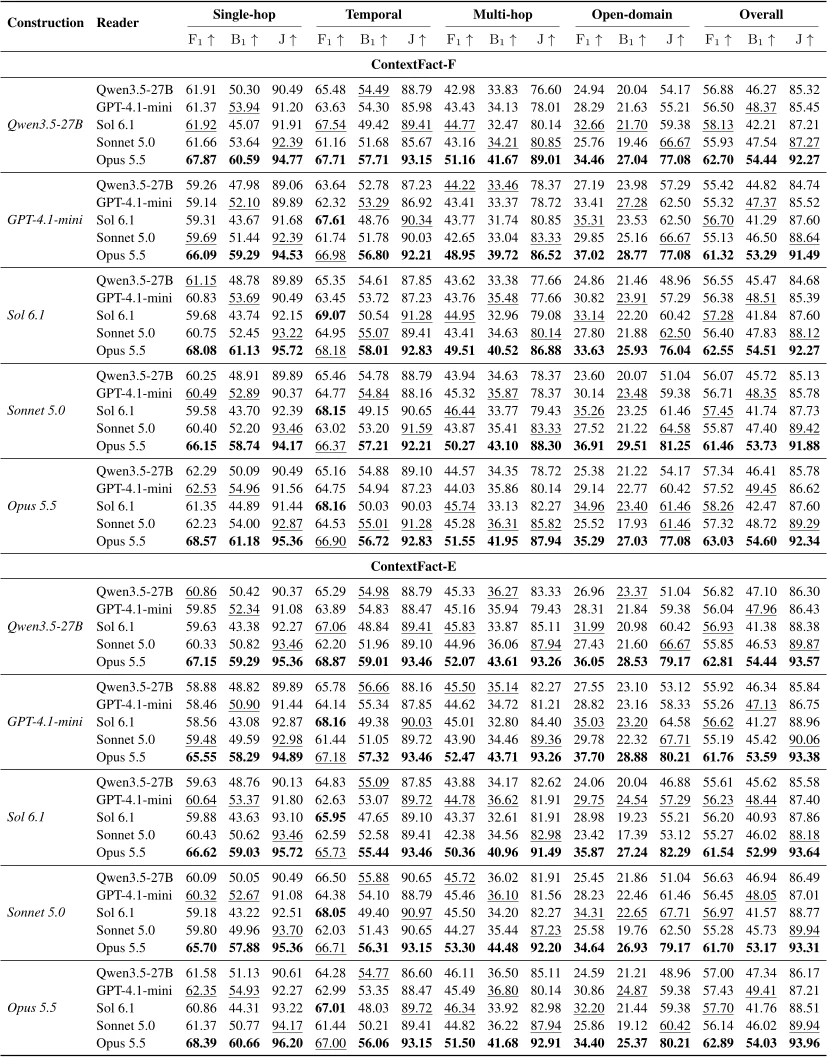 Construction Reader Single-hop Temporal Multi-hop Open-domain Overall
F1 ↑ B1 ↑ J ↑ F1 ↑ B1 ↑ J ↑ F1 ↑ B1 ↑ J ↑ F1 ↑ B1 ↑ J ↑ F1 ↑ B1 ↑ J ↑
ContextFact-F
Qwen3.5-27B 61.91 50.30 90.49 65.48 54.49 88.79 42.98 33.83 76.60 24.94 20.04 54.17 56.88 46.27 85.32
GPT-4.1-mini 61.37 53.94 91.20 63.63 54.30 85.98 43.43 34.13 78.01 28.29 21.63 55.21 56.50 48.37 85.45
Qwen3.5-27B Sol 6.1 61.92 45.07 91.91 67.54 49.42 89.41 44.77 32.47 80.14 32.66 21.70 59.38 58.13 42.21 87.21
Sonnet 5.0 61.66 53.64 92.39 61.16 51.68 85.67 43.16 34.21 80.85 25.76 19.46 66.67 55.93 47.54 87.27
Opus 5.5 67.87 60.59 94.77 67.71 57.71 93.15 51.16 41.67 89.01 34.46 27.04 77.08 62.70 54.44 92.27
Qwen3.5-27B 59.26 47.98 89.06 63.64 52.78 87.23 44.22 33.46 78.37 27.19 23.98 57.29 55.42 44.82 84.74
GPT-4.1-mini 59.14 52.10 89.89 62.32 53.29 86.92 43.41 33.37 78.72 33.41 27.28 62.50 55.32 47.37 85.52
GPT-4.1-mini Sol 6.1 59.31 43.67 91.68 67.61 48.76 90.34 43.77 31.74 80.85 35.31 23.53 62.50 56.70 41.29 87.60
Sonnet 5.0 59.69 51.44 92.39 61.74 51.78 90.03 42.65 33.04 83.33 29.85 25.16 66.67 55.13 46.50 88.64
Opus 5.5 66.09 59.29 94.53 66.98 56.80 92.21 48.95 39.72 86.52 37.02 28.77 77.08 61.32 53.29 91.49
Qwen3.5-27B 61.15 48.78 89.89 65.35 54.61 87.85 43.62 33.38 77.66 24.86 21.46 48.96 56.55 45.47 84.68
GPT-4.1-mini 60.83 53.69 90.49 63.45 53.72 87.23 43.76 35.48 77.66 30.82 23.91 57.29 56.38 48.51 85.39
Sol 6.1 Sol 6.1 59.68 43.74 92.15 69.07 50.54 91.28 44.95 32.96 79.08 33.14 22.20 60.42 57.28 41.84 87.60
Sonnet 5.0 60.75 52.45 93.22 64.95 55.07 89.41 43.41 34.63 80.14 27.80 21.88 62.50 56.40 47.83 88.12
Opus 5.5 68.08 61.13 95.72 68.18 58.01 92.83 49.51 40.52 86.88 33.63 25.93 76.04 62.55 54.51 92.27
Qwen3.5-27B 60.25 48.91 89.89 65.46 54.78 88.79 43.94 34.63 78.37 23.60 20.07 51.04 56.07 45.72 85.13
GPT-4.1-mini 60.49 52.89 90.37 64.77 54.84 88.16 45.32 35.87 78.37 30.14 23.48 59.38 56.71 48.35 85.78
Sonnet 5.0 Sol 6.1 59.58 43.70 92.39 68.15 49.15 90.65 46.44 33.77 79.43 35.26 23.25 61.46 57.45 41.74 87.73
Sonnet 5.0 60.40 52.20 93.46 63.02 53.20 91.59 43.87 35.41 83.33 27.52 21.22 64.58 55.87 47.40 89.42
Opus 5.5 66.15 58.74 94.17 66.37 57.21 92.21 50.27 43.10 88.30 36.91 29.51 81.25 61.46 53.73 91.88
Qwen3.5-27B 62.29 50.09 90.49 65.16 54.88 89.10 44.57 34.35 78.72 25.38 21.22 54.17 57.34 46.41 85.78
GPT-4.1-mini 62.53 54.96 91.56 64.75 54.94 87.23 44.03 35.86 80.14 29.14 22.77 60.42 57.52 49.45 86.62
Opus 5.5 Sol 6.1 61.35 44.89 91.44 68.16 50.03 90.03 45.74 33.13 82.27 34.96 23.40 61.46 58.26 42.47 87.60
Sonnet 5.0 62.23 54.00 92.87 64.53 55.01 91.28 45.28 36.31 85.82 25.52 17.93 61.46 57.32 48.72 89.29
Opus 5.5 68.57 61.18 95.36 66.90 56.72 92.83 51.55 41.95 87.94 35.29 27.03 77.08 63.03 54.60 92.34
ContextFact-E
Qwen3.5-27B 60.86 50.42 90.37 65.29 54.98 88.79 45.33 36.27 83.33 26.96 23.37 51.04 56.82 47.10 86.30
GPT-4.1-mini 59.85 52.34 91.08 63.89 54.83 88.47 45.16 35.94 79.43 28.31 21.84 59.38 56.04 47.96 86.43
Qwen3.5-27B Sol 6.1 59.63 43.38 92.27 67.06 48.84 89.41 45.83 33.87 85.11 31.99 20.98 60.42 56.93 41.38 88.38
Sonnet 5.0 60.33 50.82 93.46 62.20 51.96 89.10 44.96 36.06 87.94 27.43 21.60 66.67 55.85 46.53 89.87
Opus 5.5 67.15 59.29 95.36 68.87 59.01 93.46 52.07 43.61 93.26 36.05 28.53 79.17 62.81 54.44 93.57
Qwen3.5-27B 58.88 48.82 89.89 65.78 56.66 88.16 45.50 35.14 82.27 27.55 23.10 53.12 55.92 46.34 85.84
GPT-4.1-mini 58.46 50.90 91.44 64.14 55.34 87.85 44.62 34.72 81.21 28.82 23.16 58.33 55.26 47.13 86.75
GPT-4.1-mini Sol 6.1 58.56 43.08 92.87 68.16 49.38 90.03 45.01 32.80 84.40 35.03 23.20 64.58 56.62 41.27 88.96
Sonnet 5.0 59.48 49.59 92.98 61.44 51.05 89.72 43.90 34.46 89.36 29.78 22.32 67.71 55.19 45.42 90.06
Opus 5.5 65.55 58.29 94.89 67.18 57.32 93.46 52.47 43.71 93.26 37.70 28.88 80.21 61.76 53.59 93.38
Qwen3.5-27B 59.63 48.76 90.13 64.83 55.09 87.85 43.88 34.17 82.62 24.06 20.04 46.88 55.61 45.62 85.58
GPT-4.1-mini 60.64 53.37 91.80 62.63 53.07 89.72 44.78 36.62 81.91 29.75 24.54 57.29 56.23 48.44 87.40
Sol 6.1 Sol 6.1 59.88 43.63 93.10 65.95 47.65 89.10 43.37 32.61 81.91 28.98 19.23 55.21 56.20 40.93 87.86
Sonnet 5.0 60.43 50.62 93.46 62.59 52.58 89.41 42.38 34.56 82.98 23.42 17.39 53.12 55.27 46.02 88.18
Opus 5.5 66.62 59.03 95.72 65.73 55.44 93.46 50.36 40.96 91.49 35.87 27.24 82.29 61.54 52.99 93.64
Qwen3.5-27B 60.09 50.05 90.49 66.50 55.88 90.65 45.72 36.02 81.91 25.45 21.86 51.04 56.63 46.94 86.49
GPT-4.1-mini 60.32 52.67 91.08 64.38 54.10 88.79 45.46 36.10 81.56 28.23 22.46 61.46 56.45 48.05 87.01
Sonnet 5.0 Sol 6.1 59.18 43.22 92.51 68.05 49.40 90.97 45.50 34.20 82.27 34.31 22.65 67.71 56.97 41.57 88.77
Sonnet 5.0 59.80 49.96 93.70 62.03 51.43 90.65 44.27 35.44 87.23 25.58 19.76 62.50 55.28 45.73 89.94
Opus 5.5 65.70 57.88 95.36 66.71 56.31 93.15 53.30 44.48 92.20 34.64 26.93 79.17 61.70 53.17 93.31
Qwen3.5-27B 61.58 51.13 90.61 64.28 54.77 86.60 46.11 36.50 85.11 24.59 21.21 48.96 57.00 47.34 86.17
GPT-4.1-mini 62.35 54.93 92.27 62.99 53.35 88.47 45.49 36.80 80.14 30.86 24.87 59.38 57.43 49.41 87.21
Opus 5.5 Sol 6.1 60.86 44.31 93.22 67.01 48.03 89.72 46.34 33.92 82.98 32.20 21.44 59.38 57.70 41.76 88.51
Sonnet 5.0 61.37 50.77 94.17 61.44 50.21 89.41 44.82 36.22 87.94 25.86 19.12 60.42 56.14 46.02 89.94
Opus 5.5 68.39 60.66 96.20 67.00 56.06 93.15 51.50 41.68 92.91 34.40 25.37 80.21 62.89 54.03 93.96